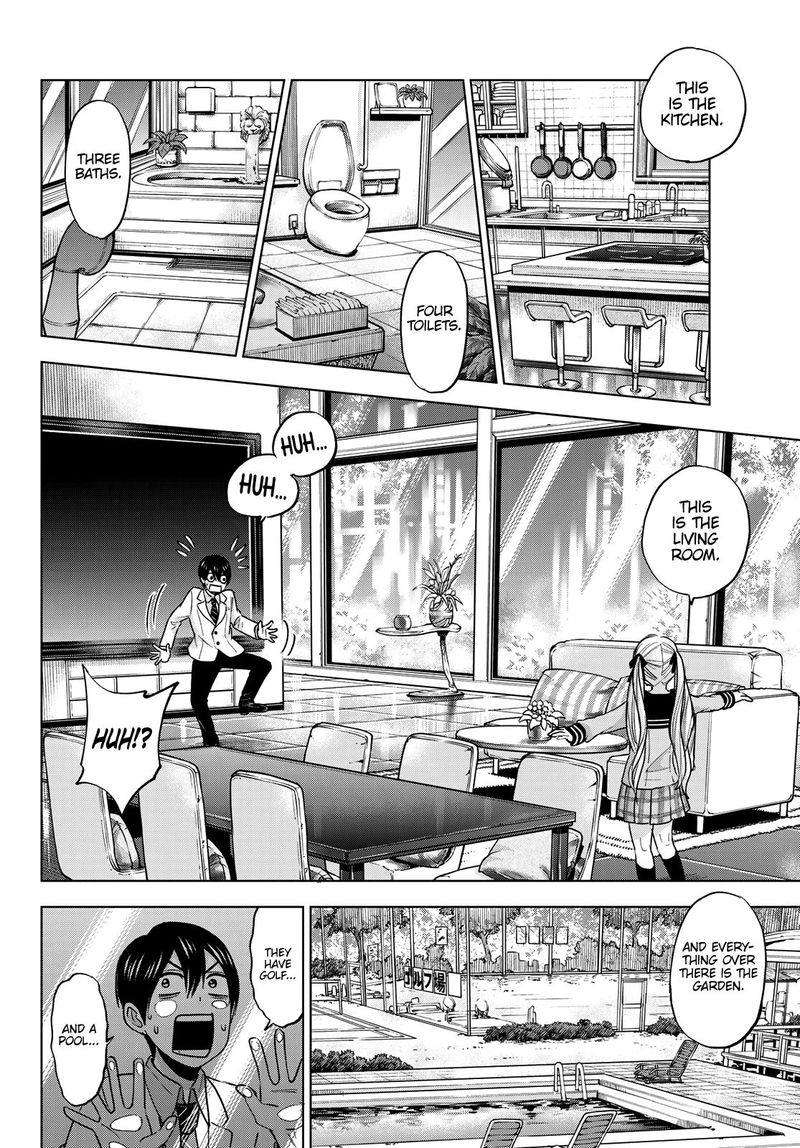 THIS
IS THE
KITCHEN.
FOUR
TOILETS.
THREE
BATHS.
THIS
IS THE
LIVING
ROOM.
HUH...
HUH...
HUH!?
AND EVERY-
THING OVER
THERE IS THE
GARDEN.
ゴルフ場
THEY
HAVE
GOLF...
AND A
POOL...